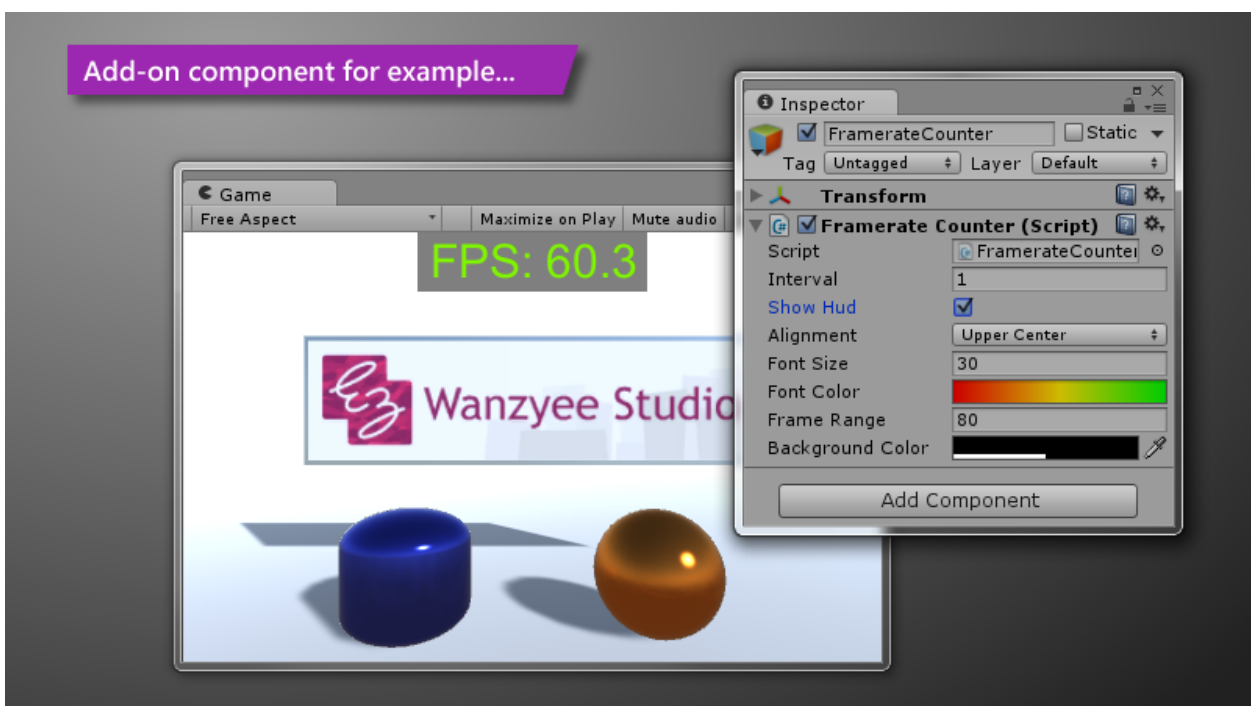 Add-on component for example...
Inspector
FramerateCounter
Static
Tag Untagged Layer Default
Transform
Framerate Counter (Script)
Script FramerateCounter
Interval 1
Show Hud
Alignment Upper Center
Font Size 30
Font Color
Frame Range 80
Background Color
Add Component
Game
Free Aspect Maximize on Play Mute audio
FPS: 60.3
Wanzyee Studio